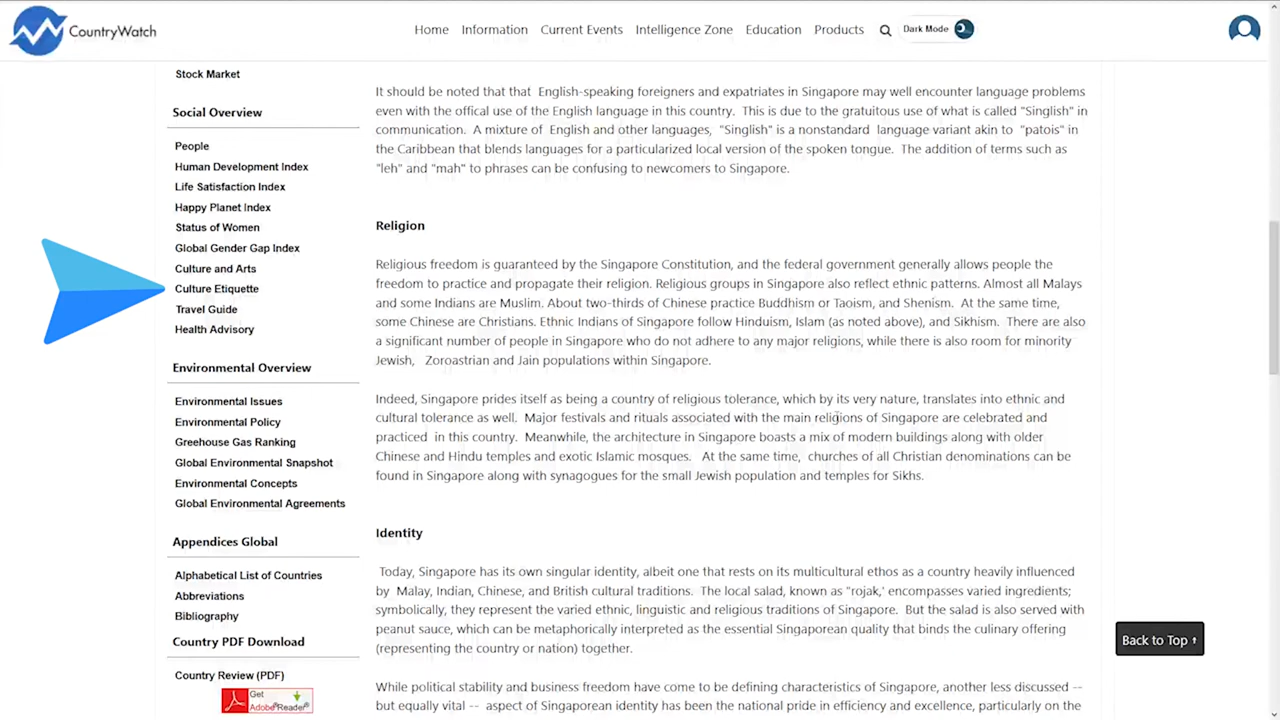 CountryWatch
Home Information Current Events Intelligence Zone Education Products Dark Mode
Stock Market
Social Overview
People
Human Development Index
Life Satisfaction Index
Happy Planet Index
Status of Women
Global Gender Gap Index
Culture and Arts
Culture Etiquette
Travel Guide
Health Advisory
Environmental Overview
Environmental Issues
Environmental Policy
Greehouse Gas Ranking
Global Environmental Snapshot
Environmental Concepts
Global Environmental Agreements
Appendices Global
Alphabetical List of Countries
Abbreviations
Bibliography
Country PDF Download
Country Review (PDF)
Get
Adobe Reader
It should be noted that that English-speaking foreigners and expatriates in Singapore may well encounter language problems
even with the offical use of the English language in this country. This is due to the gratuitous use of what is called "Singlish" in
communication. A mixture of English and other languages, "Singlish" is a nonstandard language variant akin to "patois" in
the Caribbean that blends languages for a particularized local version of the spoken tongue. The addition of terms such as
"leh" and "mah" to phrases can be confusing to newcomers to Singapore.
Religion
Religious freedom is guaranteed by the Singapore Constitution, and the federal government generally allows people the
freedom to practice and propagate their religion. Religious groups in Singapore also reflect ethnic patterns. Almost all Malays
and some Indians are Muslim. About two-thirds of Chinese practice Buddhism or Taoism, and Shenism. At the same time,
some Chinese are Christians. Ethnic Indians of Singapore follow Hinduism, Islam (as noted above), and Sikhism. There are also
a significant number of people in Singapore who do not adhere to any major religions, while there is also room for minority
Jewish, Zoroastrian and Jain populations within Singapore.
Indeed, Singapore prides itself as being a country of religious tolerance, which by its very nature, translates into ethnic and
cultural tolerance as well. Major festivals and rituals associated with the main religions of Singapore are celebrated and
practiced in this country. Meanwhile, the architecture in Singapore boasts a mix of modern buildings along with older
Chinese and Hindu temples and exotic Islamic mosques. At the same time, churches of all Christian denominations can be
found in Singapore along with synagogues for the small Jewish population and temples for Sikhs.
Identity
Today, Singapore has its own singular identity, albeit one that rests on its multicultural ethos as a country heavily influenced
by Malay, Indian, Chinese, and British cultural traditions. The local salad, known as "rojak,' encompasses varied ingredients;
symbolically, they represent the varied ethnic, linguistic and religious traditions of Singapore. But the salad is also served with
peanut sauce, which can be metaphorically interpreted as the essential Singaporean quality that binds the culinary offering
(representing the country or nation) together.
While political stability and business freedom have come to be defining characteristics of Singapore, another less discussed --
but equally vital -- aspect of Singaporean identity has been the national pride in efficiency and excellence, particularly on the
Back to Top ↑